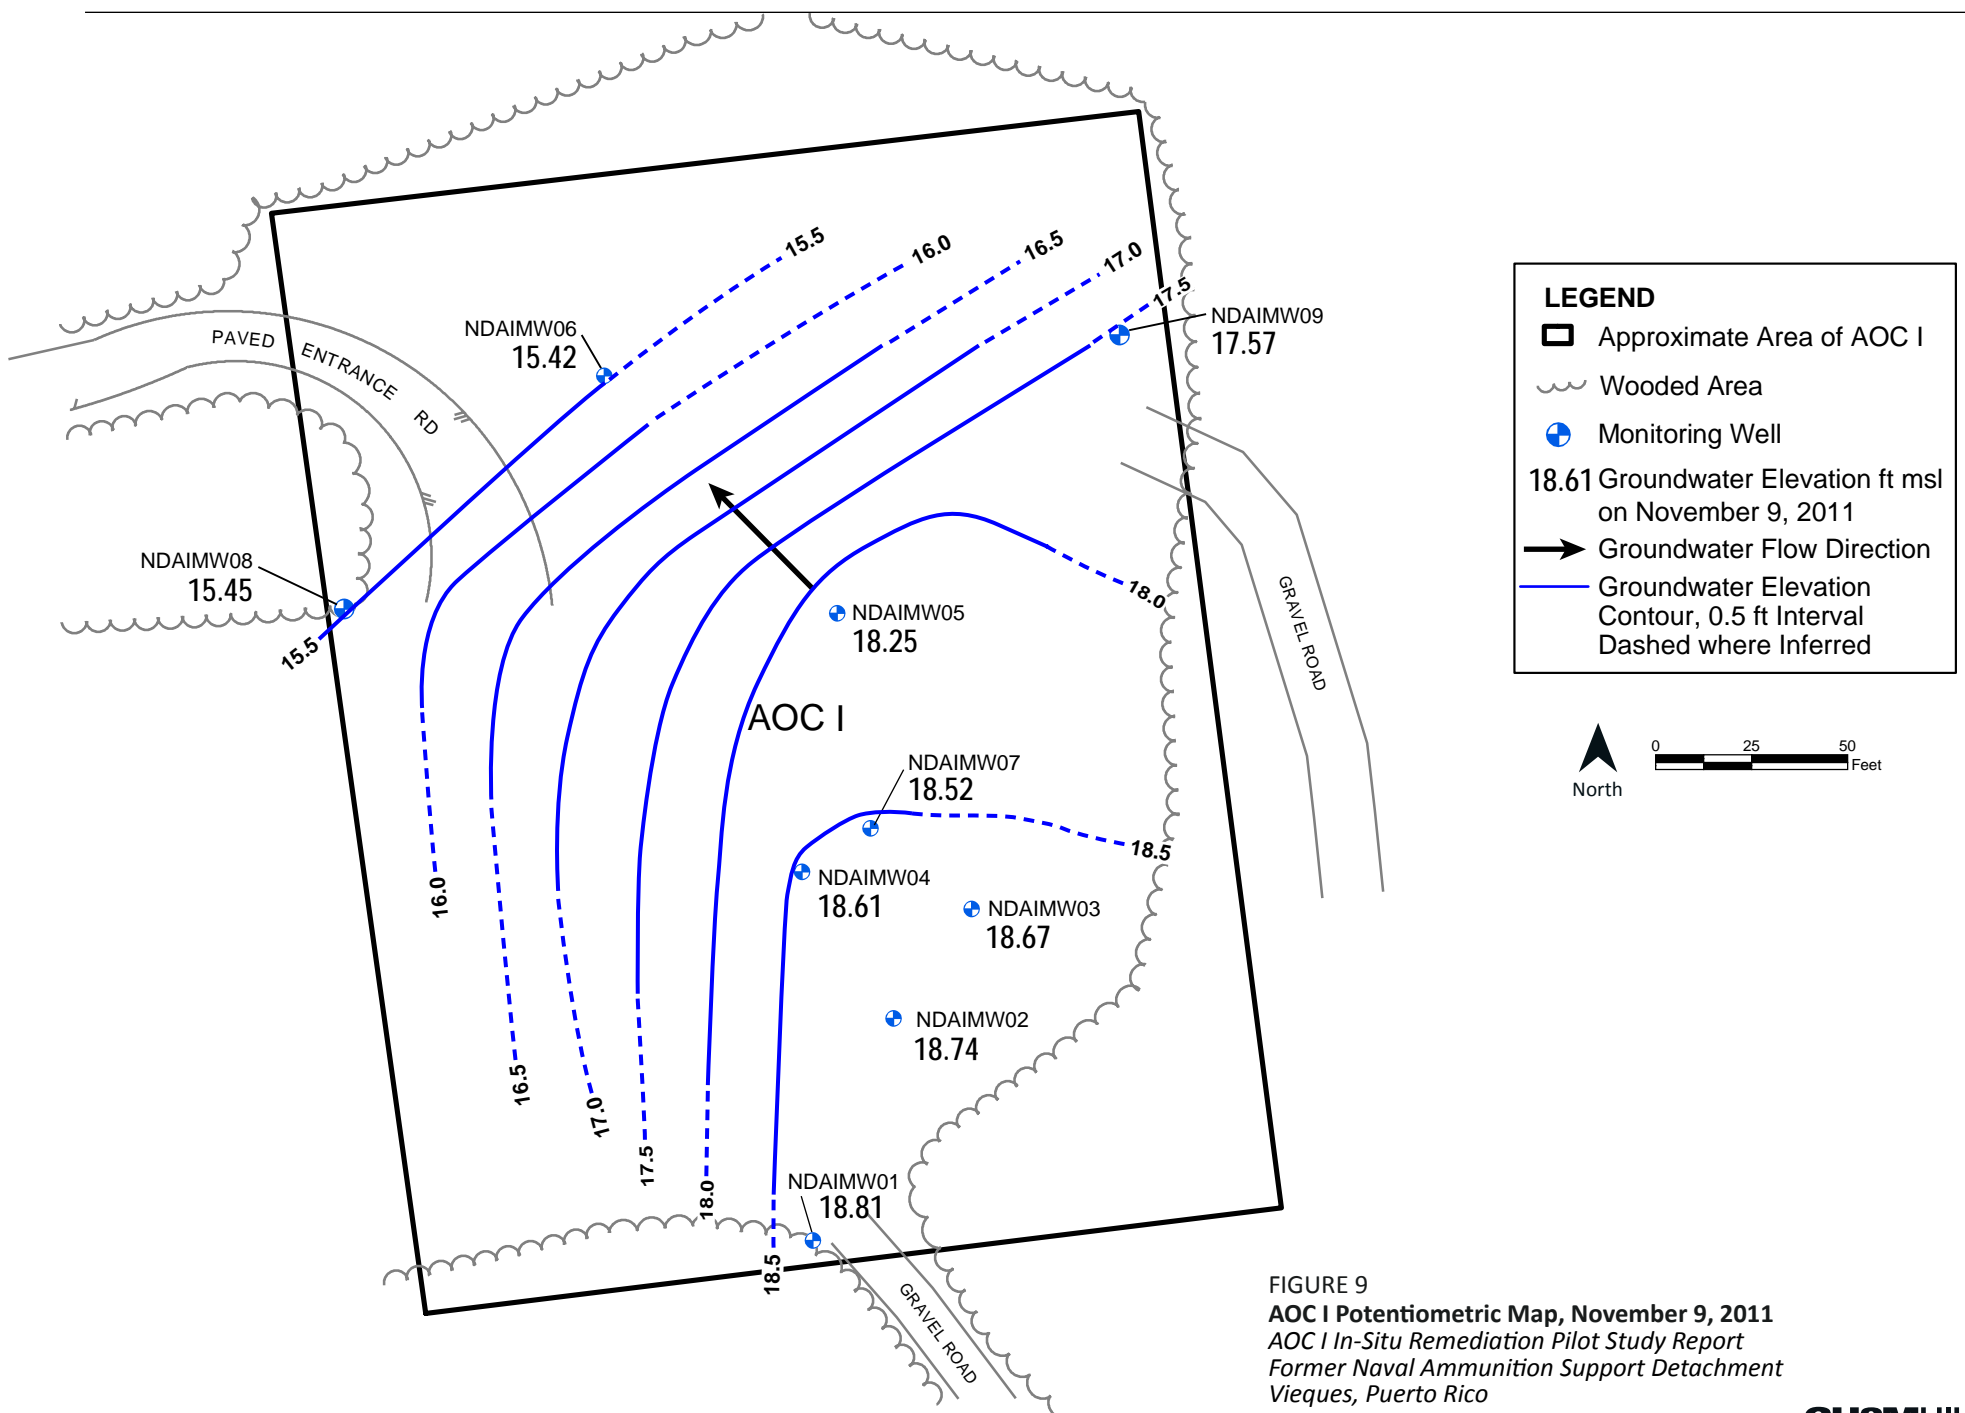 15.5
16.0
16.5
17.0
17.5
NDAIMW06
15.42
NDAIMW09
17.57
PAVED ENTRANCE RD
NDAIMW08
15.45
15.5
18.0
NDAIMW05
18.25
AOC I
GRAVEL ROAD
NDAIMW07
18.52
18.5
NDAIMW04
18.61
NDAIMW03
18.67
16.0
NDAIMW02
18.74
16.5
17.0
17.5
18.0
NDAIMW01
18.81
18.5
GRAVEL ROAD
LEGEND
Approximate Area of AOC I
Wooded Area
Monitoring Well
18.61 Groundwater Elevation ft msl
on November 9, 2011
Groundwater Flow Direction
Groundwater Elevation
Contour, 0.5 ft Interval
Dashed where Inferred
North
0 25 50
Feet
FIGURE 9
AOC I Potentiometric Map, November 9, 2011
AOC I In-Situ Remediation Pilot Study Report
Former Naval Ammunition Support Detachment
Vieques, Puerto Rico